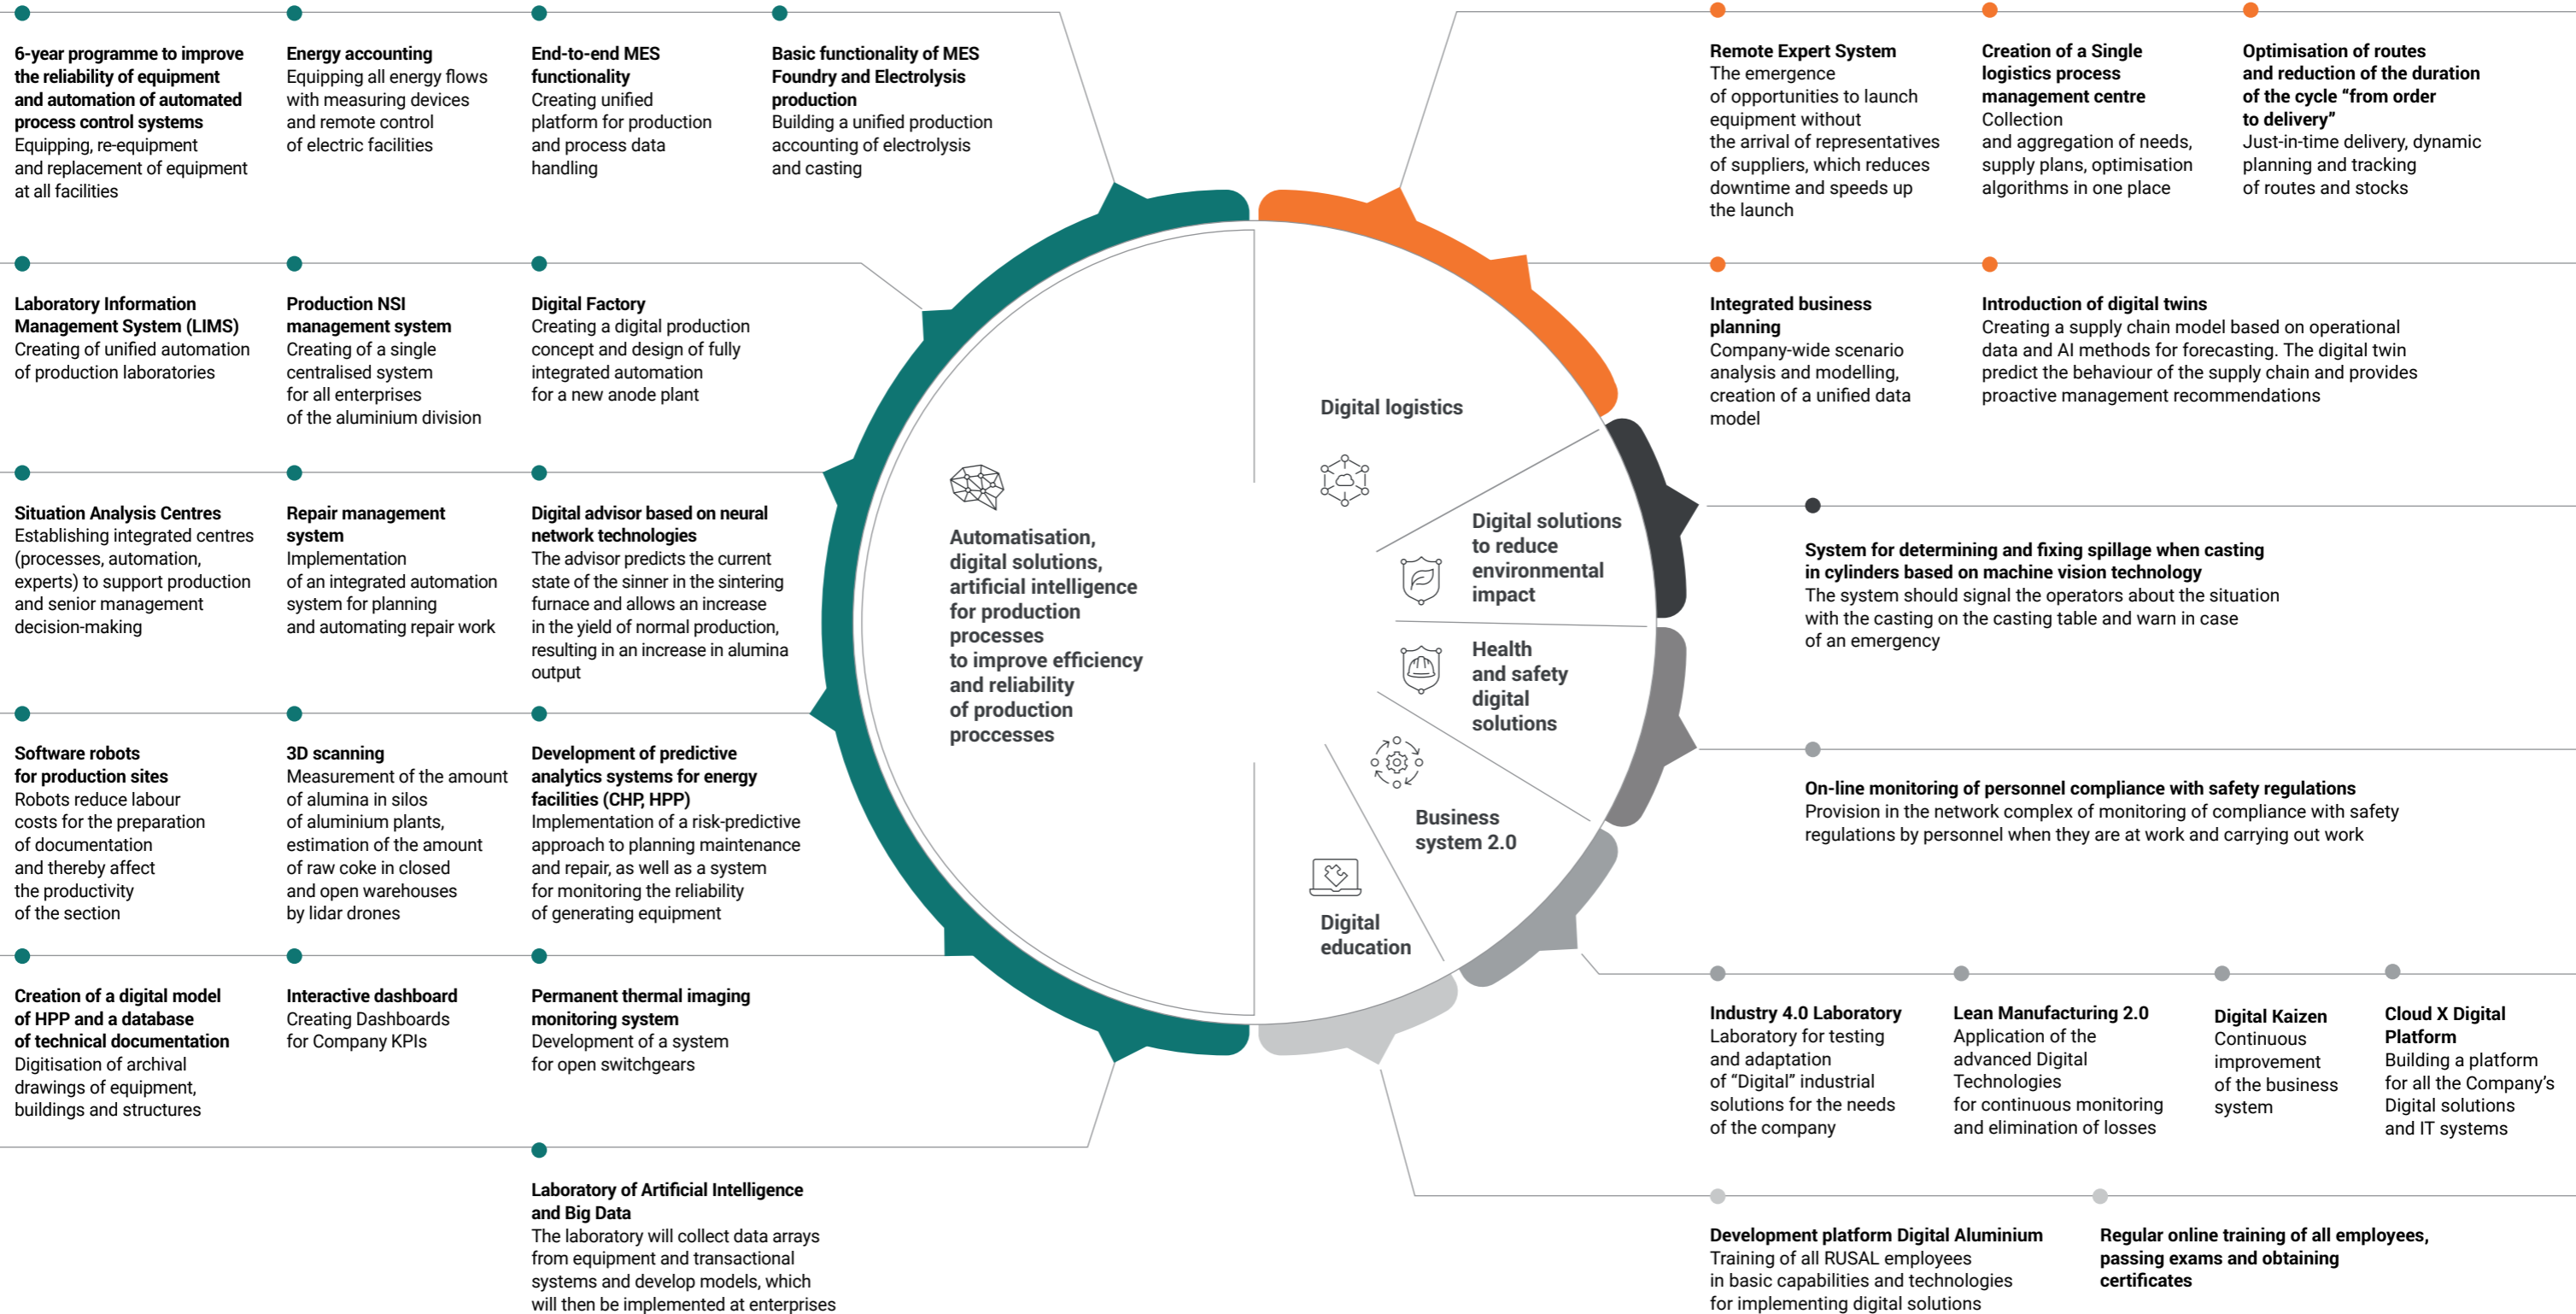 6-year programme to improve
the reliability of equipment
and automation of automated
process control systems
Equipping, re-equipment
and replacement of equipment
at all facilities
Energy accounting
Equipping all energy flows
with measuring devices
and remote control
of electric facilities
End-to-end MES
functionality
Creating unified
platform for production
and process data
handling
Basic functionality of MES
Foundry and Electrolysis
production
Building a unified production
accounting of electrolysis
and casting
Laboratory Information
Management System (LIMS)
Creating of unified automation
of production laboratories
Production NSI
management system
Creating of a single
centralised system
for all enterprises
of the aluminium division
Digital Factory
Creating a digital production
concept and design of fully
integrated automation
for a new anode plant
Situation Analysis Centres
Establishing integrated centres
(processes, automation,
experts) to support production
and senior management
decision-making
Repair management
system
Implementation
of an integrated automation
system for planning
and automating repair work
Digital advisor based on neural
network technologies
The advisor predicts the current
state of the sinner in the sintering
furnace and allows an increase
in the yield of normal production,
resulting in an increase in alumina
output
Software robots
for production sites
Robots reduce labour
costs for the preparation
of documentation
and thereby affect
the productivity
of the section
3D scanning
Measurement of the amount
of alumina in silos
of aluminium plants,
estimation of the amount
of raw coke in closed
and open warehouses
by lidar drones
Development of predictive
analytics systems for energy
facilities (CHP, HPP)
Implementation of a risk-predictive
approach to planning maintenance
and repair, as well as a system
for monitoring the reliability
of generating equipment
Creation of a digital model
of HPP and a database
of technical documentation
Digitisation of archival
drawings of equipment,
buildings and structures
Interactive dashboard
Creating Dashboards
for Company KPIs
Permanent thermal imaging
monitoring system
Development of a system
for open switchgears
Laboratory of Artificial Intelligence
and Big Data
The laboratory will collect data arrays
from equipment and transactional
systems and develop models, which
will then be implemented at enterprises
Automatisation,
digital solutions,
artificial intelligence
for production
processes
to improve efficiency
and reliability
of production
proccesses
Digital logistics
Digital solutions
to reduce
environmental
impact
Health
and safety
digital
solutions
Business
system 2.0
Digital
education
Remote Expert System
The emergence
of opportunities to launch
equipment without
the arrival of representatives
of suppliers, which reduces
downtime and speeds up
the launch
Creation of a Single
logistics process
management centre
Collection
and aggregation of needs,
supply plans, optimisation
algorithms in one place
Optimisation of routes
and reduction of the duration
of the cycle “from order
to delivery”
Just-in-time delivery, dynamic
planning and tracking
of routes and stocks
Integrated business
planning
Company-wide scenario
analysis and modelling,
creation of a unified data
model
Introduction of digital twins
Creating a supply chain model based on operational
data and AI methods for forecasting. The digital twin
predict the behaviour of the supply chain and provides
proactive management recommendations
System for determining and fixing spillage when casting
in cylinders based on machine vision technology
The system should signal the operators about the situation
with the casting on the casting table and warn in case
of an emergency
On-line monitoring of personnel compliance with safety regulations
Provision in the network complex of monitoring of compliance with safety
regulations by personnel when they are at work and carrying out work
Industry 4.0 Laboratory
Laboratory for testing
and adaptation
of “Digital” industrial
solutions for the needs
of the company
Lean Manufacturing 2.0
Application of the
advanced Digital
Technologies
for continuous monitoring
and elimination of losses
Digital Kaizen
Continuous
improvement
of the business
system
Cloud X Digital
Platform
Building a platform
for all the Company’s
Digital solutions
and IT systems
Development platform Digital Aluminium
Training of all RUSAL employees
in basic capabilities and technologies
for implementing digital solutions
Regular online training of all employees,
passing exams and obtaining
certificates